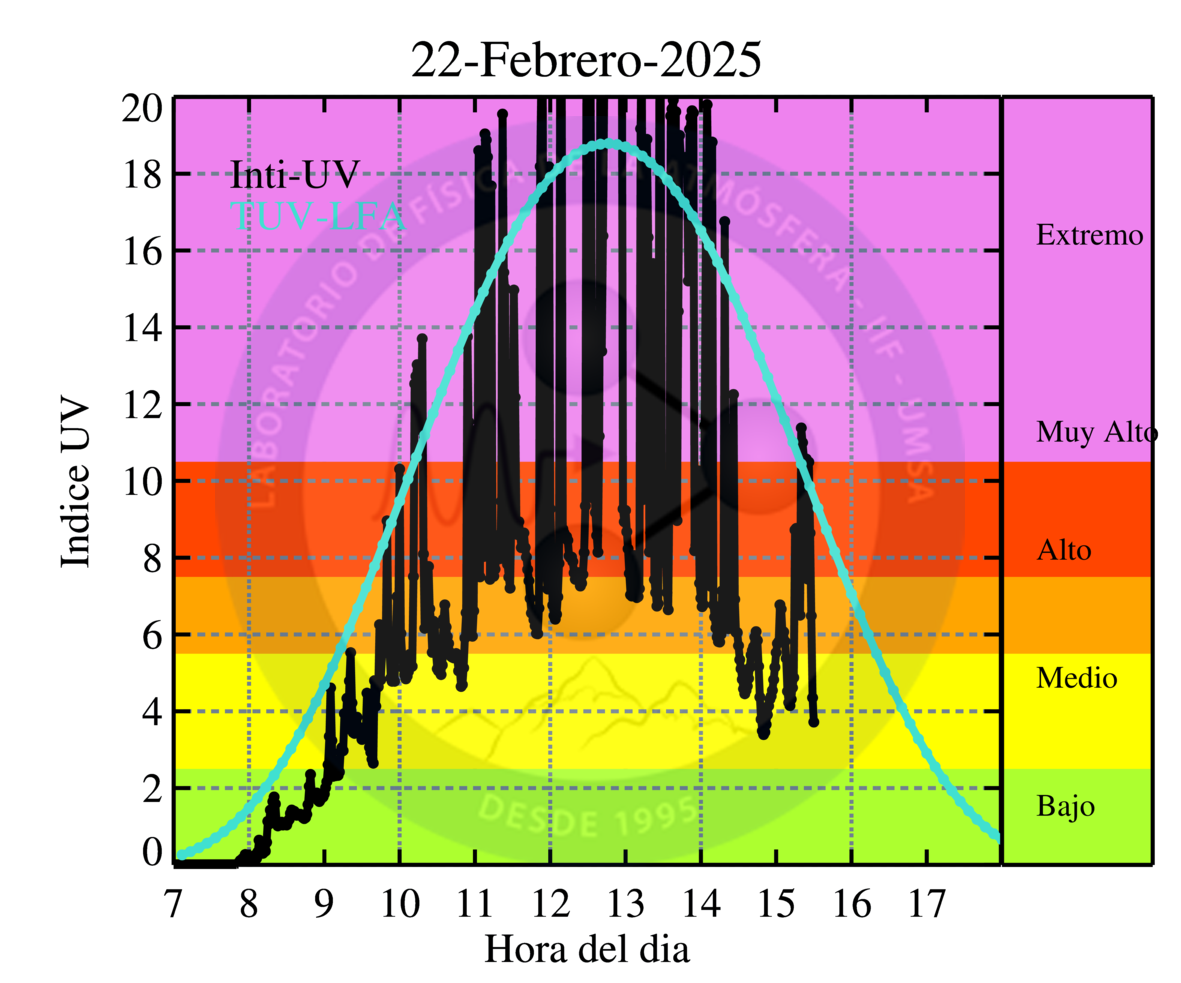 22-Febrero-2025
Indice UV
20
18
16
14
12
10
8
6
4
2
0
Inti-UV
TUV-LFA
LABORATORIO DE FÍSICA DE LA ATMÓSFERA - IIF - UMSA
DESDE 1995
Extremo
Muy Alto
Alto
Medio
Bajo
7 8 9 10 11 12 13 14 15 16 17
Hora del dia